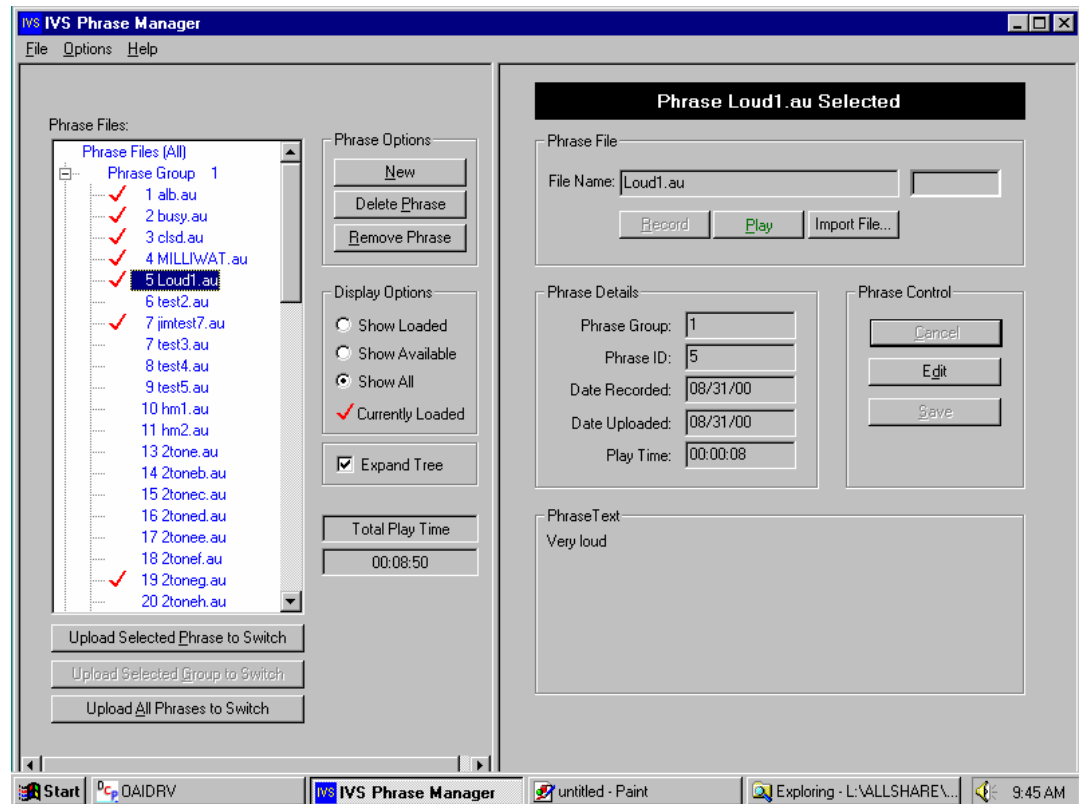 IVS IVS Phrase Manager
File Options Help
Phrase Files:
Phrase Files (All)
Phrase Group 1
1 alb.au
2 busy.au
3 clsd.au
4 MILLIWAT.au
5 Loud1.au
6 test2.au
7 jimtest7.au
7 test3.au
8 test4.au
9 test5.au
10 hm1.au
11 hm2.au
13 2tone.au
14 2toneb.au
15 2tonec.au
16 2toned.au
17 2tonee.au
18 2tonef.au
19 2toneg.au
20 2toneh.au
Upload Selected Phrase to Switch
Upload Selected Group to Switch
Upload All Phrases to Switch
Phrase Options
New
Delete Phrase
Remove Phrase
Display Options
Show Loaded
Show Available
Show All
Currently Loaded
Expand Tree
Total Play Time
00:08:50
Phrase Loud1.au Selected
Phrase File
File Name: Loud1.au
Record Play Import File...
Phrase Details
Phrase Group: 1
Phrase ID: 5
Date Recorded: 08/31/00
Date Uploaded: 08/31/00
Play Time: 00:00:08
Phrase Control
Cancel
Edit
Save
PhraseText
Very loud
Start DCP OAIDRV IVS IVS Phrase Manager untitled - Paint Exploring - L:\ALLSHARE\... 9:45 AM